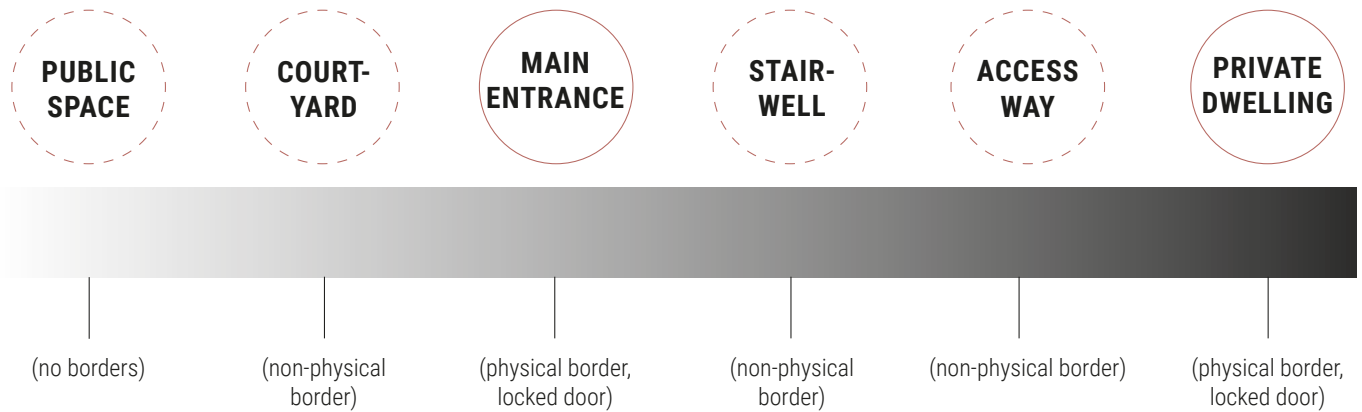 PUBLIC
SPACE
COURT-
YARD
MAIN
ENTRANCE
STAIR-
WELL
ACCESS
WAY
PRIVATE
DWELLING
(no borders)
(non-physical
border)
(physical border,
locked door)
(non-physical
border)
(non-physical border)
(physical border,
locked door)